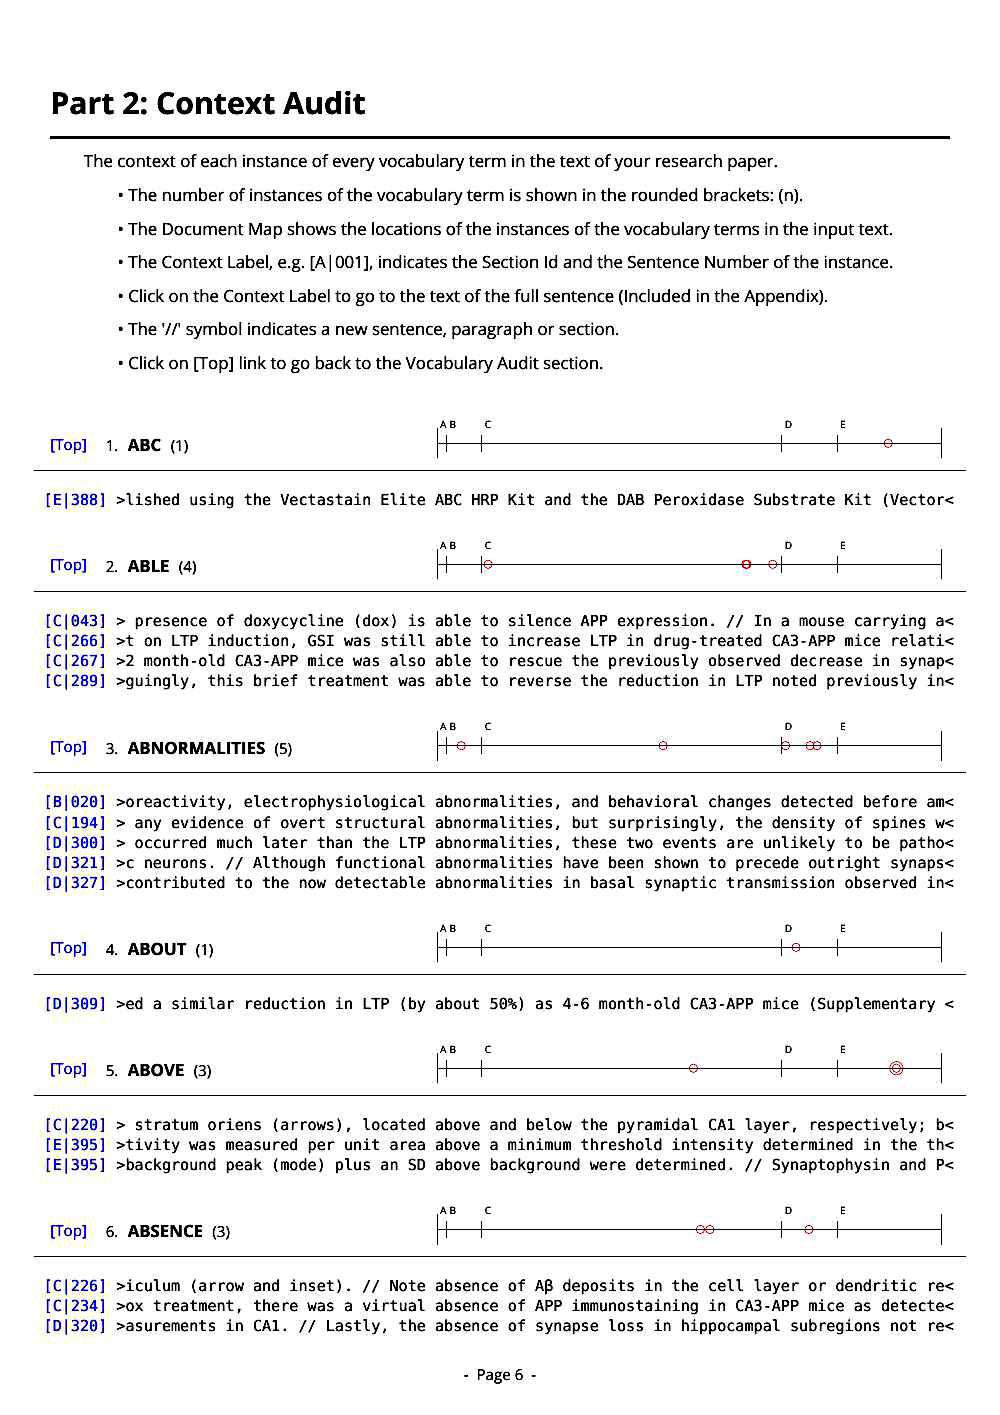 Part 2: Context Audit
The context of each instance of every vocabulary term in the text of your research paper.
• The number of instances of the vocabulary term is shown in the rounded brackets: (n).
• The Document Map shows the locations of the instances of the vocabulary terms in the input text.
• The Context Label, e.g. [A|001], indicates the Section Id and the Sentence Number of the instance.
• Click on the Context Label to go to the text of the full sentence (Included in the Appendix).
• The '//' symbol indicates a new sentence, paragraph or section.
• Click on [Top] link to go back to the Vocabulary Audit section.
A B C D E
[Top] 1. ABC (1)
[E|388] >lished using the Vectastain Elite ABC HRP Kit and the DAB Peroxidase Substrate Kit (Vector<
A B C D E
[Top] 2. ABLE (4)
[C|043] > presence of doxycycline (dox) is able to silence APP expression. // In a mouse carrying a<
[C|266] >t on LTP induction, GSI was still able to increase LTP in drug-treated CA3-APP mice relati<
[C|267] >2 month-old CA3-APP mice was also able to rescue the previously observed decrease in synap<
[C|289] >guingly, this brief treatment was able to reverse the reduction in LTP noted previously in<
A B C D E
[Top] 3. ABNORMALITIES (5)
[B|020] >oreactivity, electrophysiological abnormalities, and behavioral changes detected before am<
[C|194] > any evidence of overt structural abnormalities, but surprisingly, the density of spines w<
[D|300] > occurred much later than the LTP abnormalities, these two events are unlikely to be patho<
[D|321] >c neurons. // Although functional abnormalities have been shown to precede outright synaps<
[D|327] >contributed to the now detectable abnormalities in basal synaptic transmission observed in<
A B C D E
[Top] 4. ABOUT (1)
[D|309] >ed a similar reduction in LTP (by about 50%) as 4-6 month-old CA3-APP mice (Supplementary <
A B C D E
[Top] 5. ABOVE (3)
[C|220] > stratum oriens (arrows), located above and below the pyramidal CA1 layer, respectively; b<
[E|395] >tivity was measured per unit area above a minimum threshold intensity determined in the th<
[E|395] >background peak (mode) plus an SD above background were determined. // Synaptophysin and P<
A B C D E
[Top] 6. ABSENCE (3)
[C|226] >iculum (arrow and inset). // Note absence of Aβ deposits in the cell layer or dendritic re<
[C|234] >ox treatment, there was a virtual absence of APP immunostaining in CA3-APP mice as detecte<
[D|320] >asurements in CA1. // Lastly, the absence of synapse loss in hippocampal subregions not re<
- Page 6 -